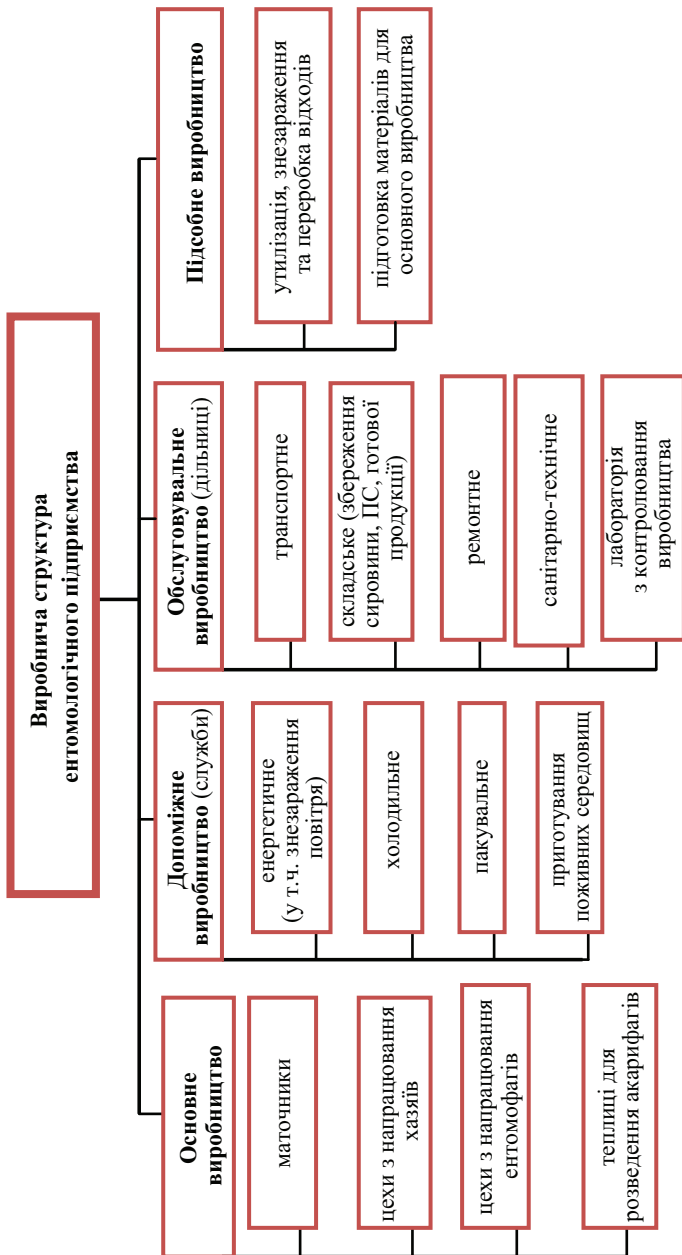 Виробнича структура
ентомологічного підприємства
Основне
виробництво
маточники
цехи з напрацювання
хазяїв
цехи з напрацювання
ентомофагів
теплиці для
розведення акарифагів
Допоміжне
виробництво (служби)
енергетичне
(у т.ч. знезараження
повітря)
холодильне
пакувальне
приготування
поживних середовищ
Обслуговувальне
виробництво (дільниці)
транспортне
складське (збереження
сировини, ПС, готової
продукції)
ремонтне
санітарно-технічне
лабораторія
з контролювання
виробництва
Підсобне виробництво
утилізація, знезараження
та переробка відходів
підготовка матеріалів для
основного виробництва